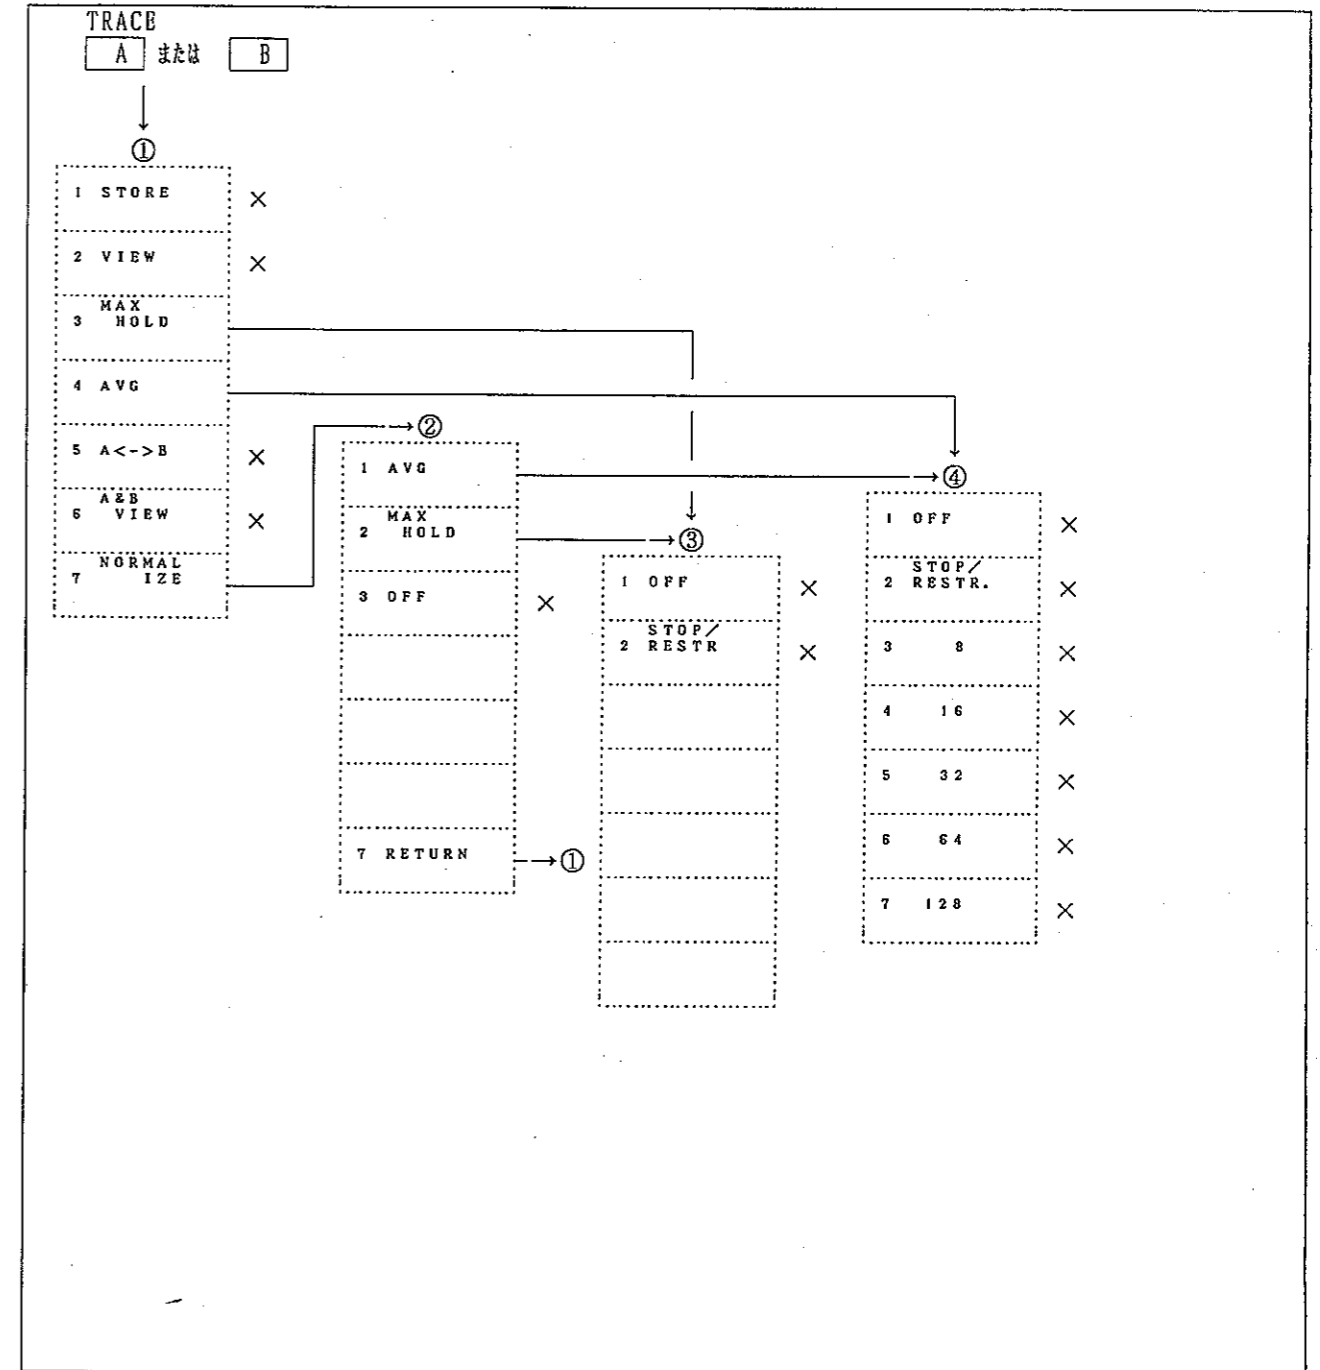 TRACE
A または B
①
1 STORE ×
2 VIEW ×
MAX
3 HOLD
4 AVG
5 A<->B ×
A&B
6 VIEW ×
NORMAL
7 IZE
②
1 AVG
MAX
2 HOLD
3 OFF ×
7 RETURN → ①
③
1 OFF ×
STOP/
2 RESTR ×
④
1 OFF ×
STOP/
2 RESTR. ×
3 8 ×
4 16 ×
5 32 ×
6 64 ×
7 128 ×